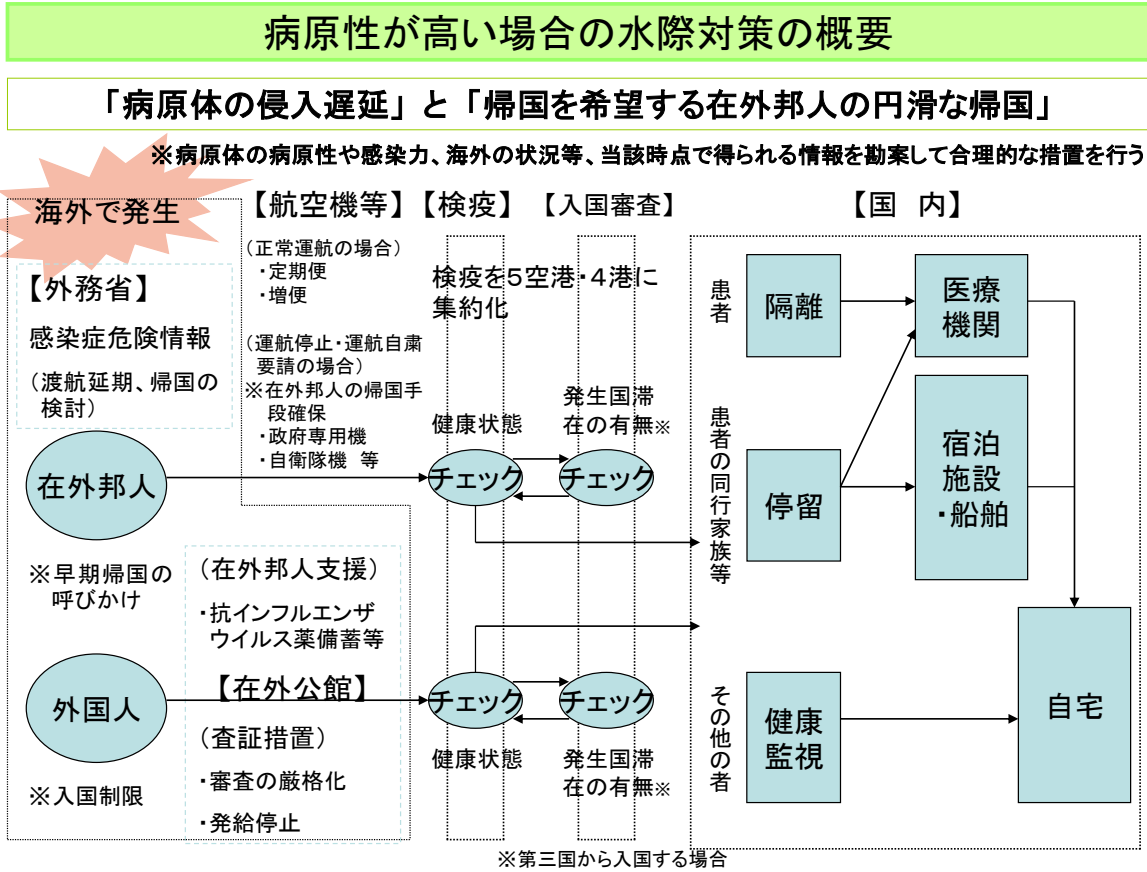 病原性が高い場合の水際対策の概要
「病原体の侵入遅延」と「帰国を希望する在外邦人の円滑な帰国」
※病原体の病原性や感染力、海外の状況等、当該時点で得られる情報を勘案して合理的な措置を行う
海外で発生
【外務省】
感染症危険情報
（渡航延期、帰国の
検討）
在外邦人
※早期帰国の
呼びかけ
外国人
※入国制限
（在外邦人支援）
・抗インフルエンザ
ウイルス薬備蓄等
【在外公館】
（査証措置）
・審査の厳格化
・発給停止
【航空機等】
（正常運航の場合）
・定期便
・増便
（運航停止・運航自粛
要請の場合）
※在外邦人の帰国手
段確保
・政府専用機
・自衛隊機 等
【検疫】
【入国審査】
検疫を５空港・４港に
集約化
健康状態
発生国滞
在の有無※
チェック
チェック
チェック
チェック
健康状態
発生国滞
在の有無※
※第三国から入国する場合
【国 内】
患者
隔離
医療
機関
患者の同行家族等
停留
宿泊
施設
・船舶
その他の者
健康
監視
自宅